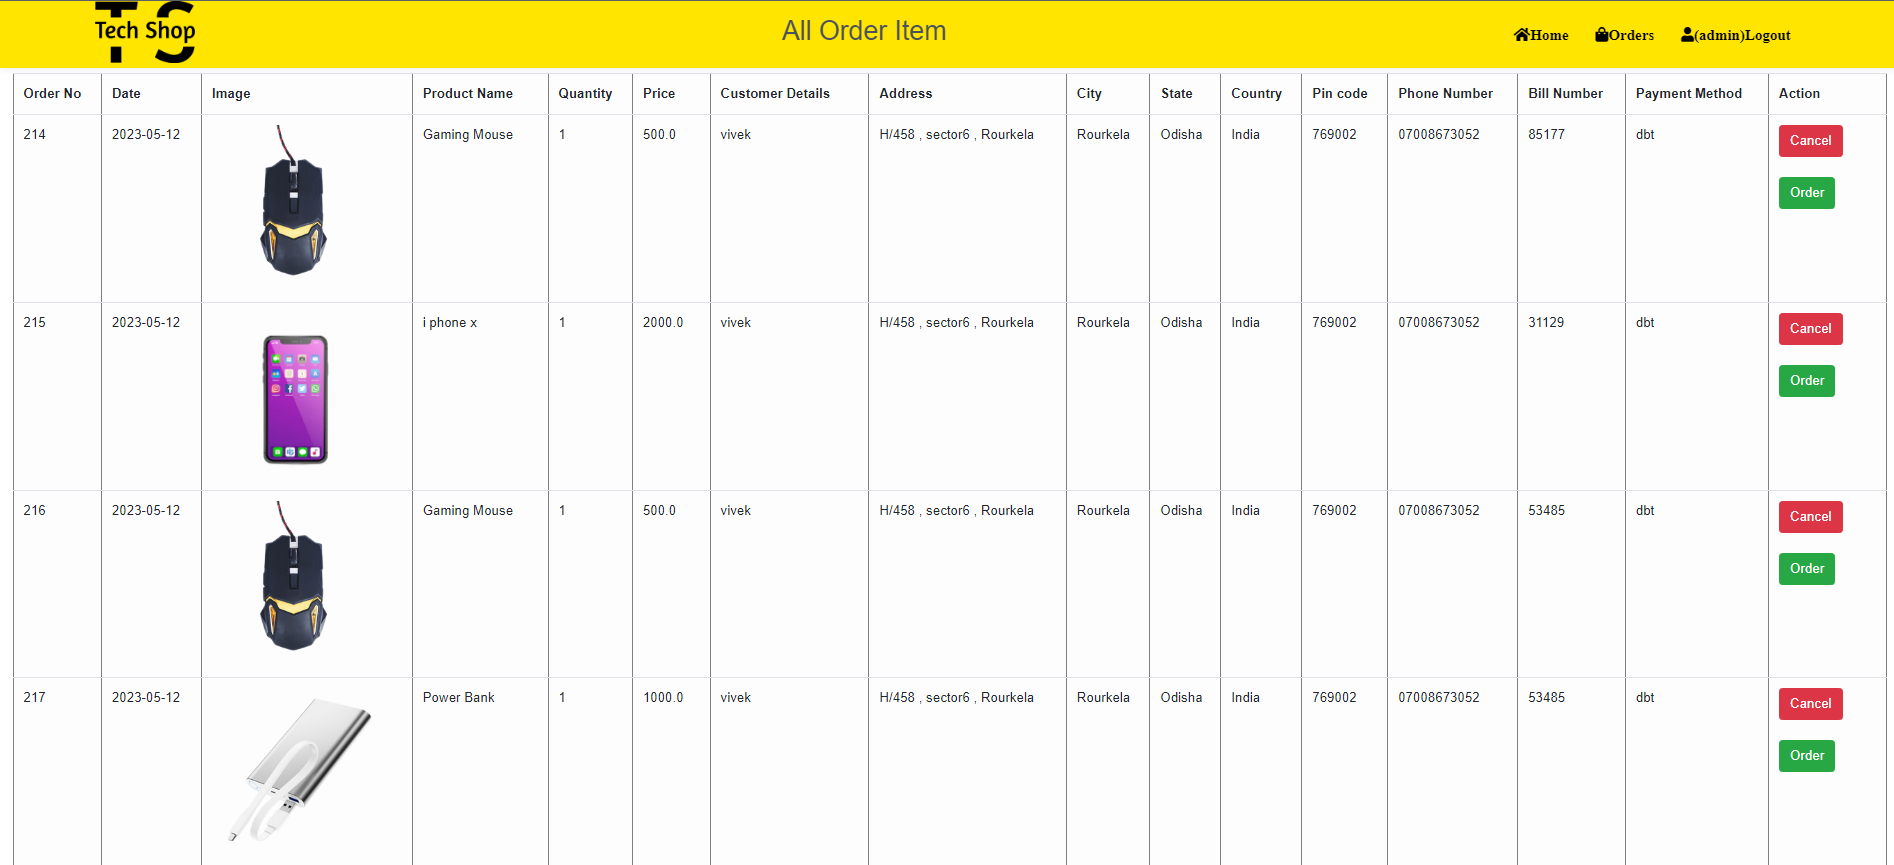 TS
Tech Shop
All Order Item
Home Orders (admin)Logout
Order No Date Image Product Name Quantity Price Customer Details Address City State Country Pin code Phone Number Bill Number Payment Method Action
214 2023-05-12 Gaming Mouse 1 500.0 vivek H/458 , sector6 , Rourkela Rourkela Odisha India 769002 07008673052 85177 dbt Cancel
Order
215 2023-05-12 i phone x 1 2000.0 vivek H/458 , sector6 , Rourkela Rourkela Odisha India 769002 07008673052 31129 dbt Cancel
Order
216 2023-05-12 Gaming Mouse 1 500.0 vivek H/458 , sector6 , Rourkela Rourkela Odisha India 769002 07008673052 53485 dbt Cancel
Order
217 2023-05-12 Power Bank 1 1000.0 vivek H/458 , sector6 , Rourkela Rourkela Odisha India 769002 07008673052 53485 dbt Cancel
Order